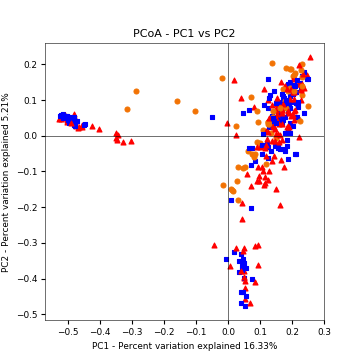 PCoA - PC1 vs PC2
PC2 - Percent variation explained 5.21%
0.2
0.1
0.0
−0.1
−0.2
−0.3
−0.4
−0.5
−0.5 −0.4 −0.3 −0.2 −0.1 0.0 0.1 0.2 0.3
PC1 - Percent variation explained 16.33%